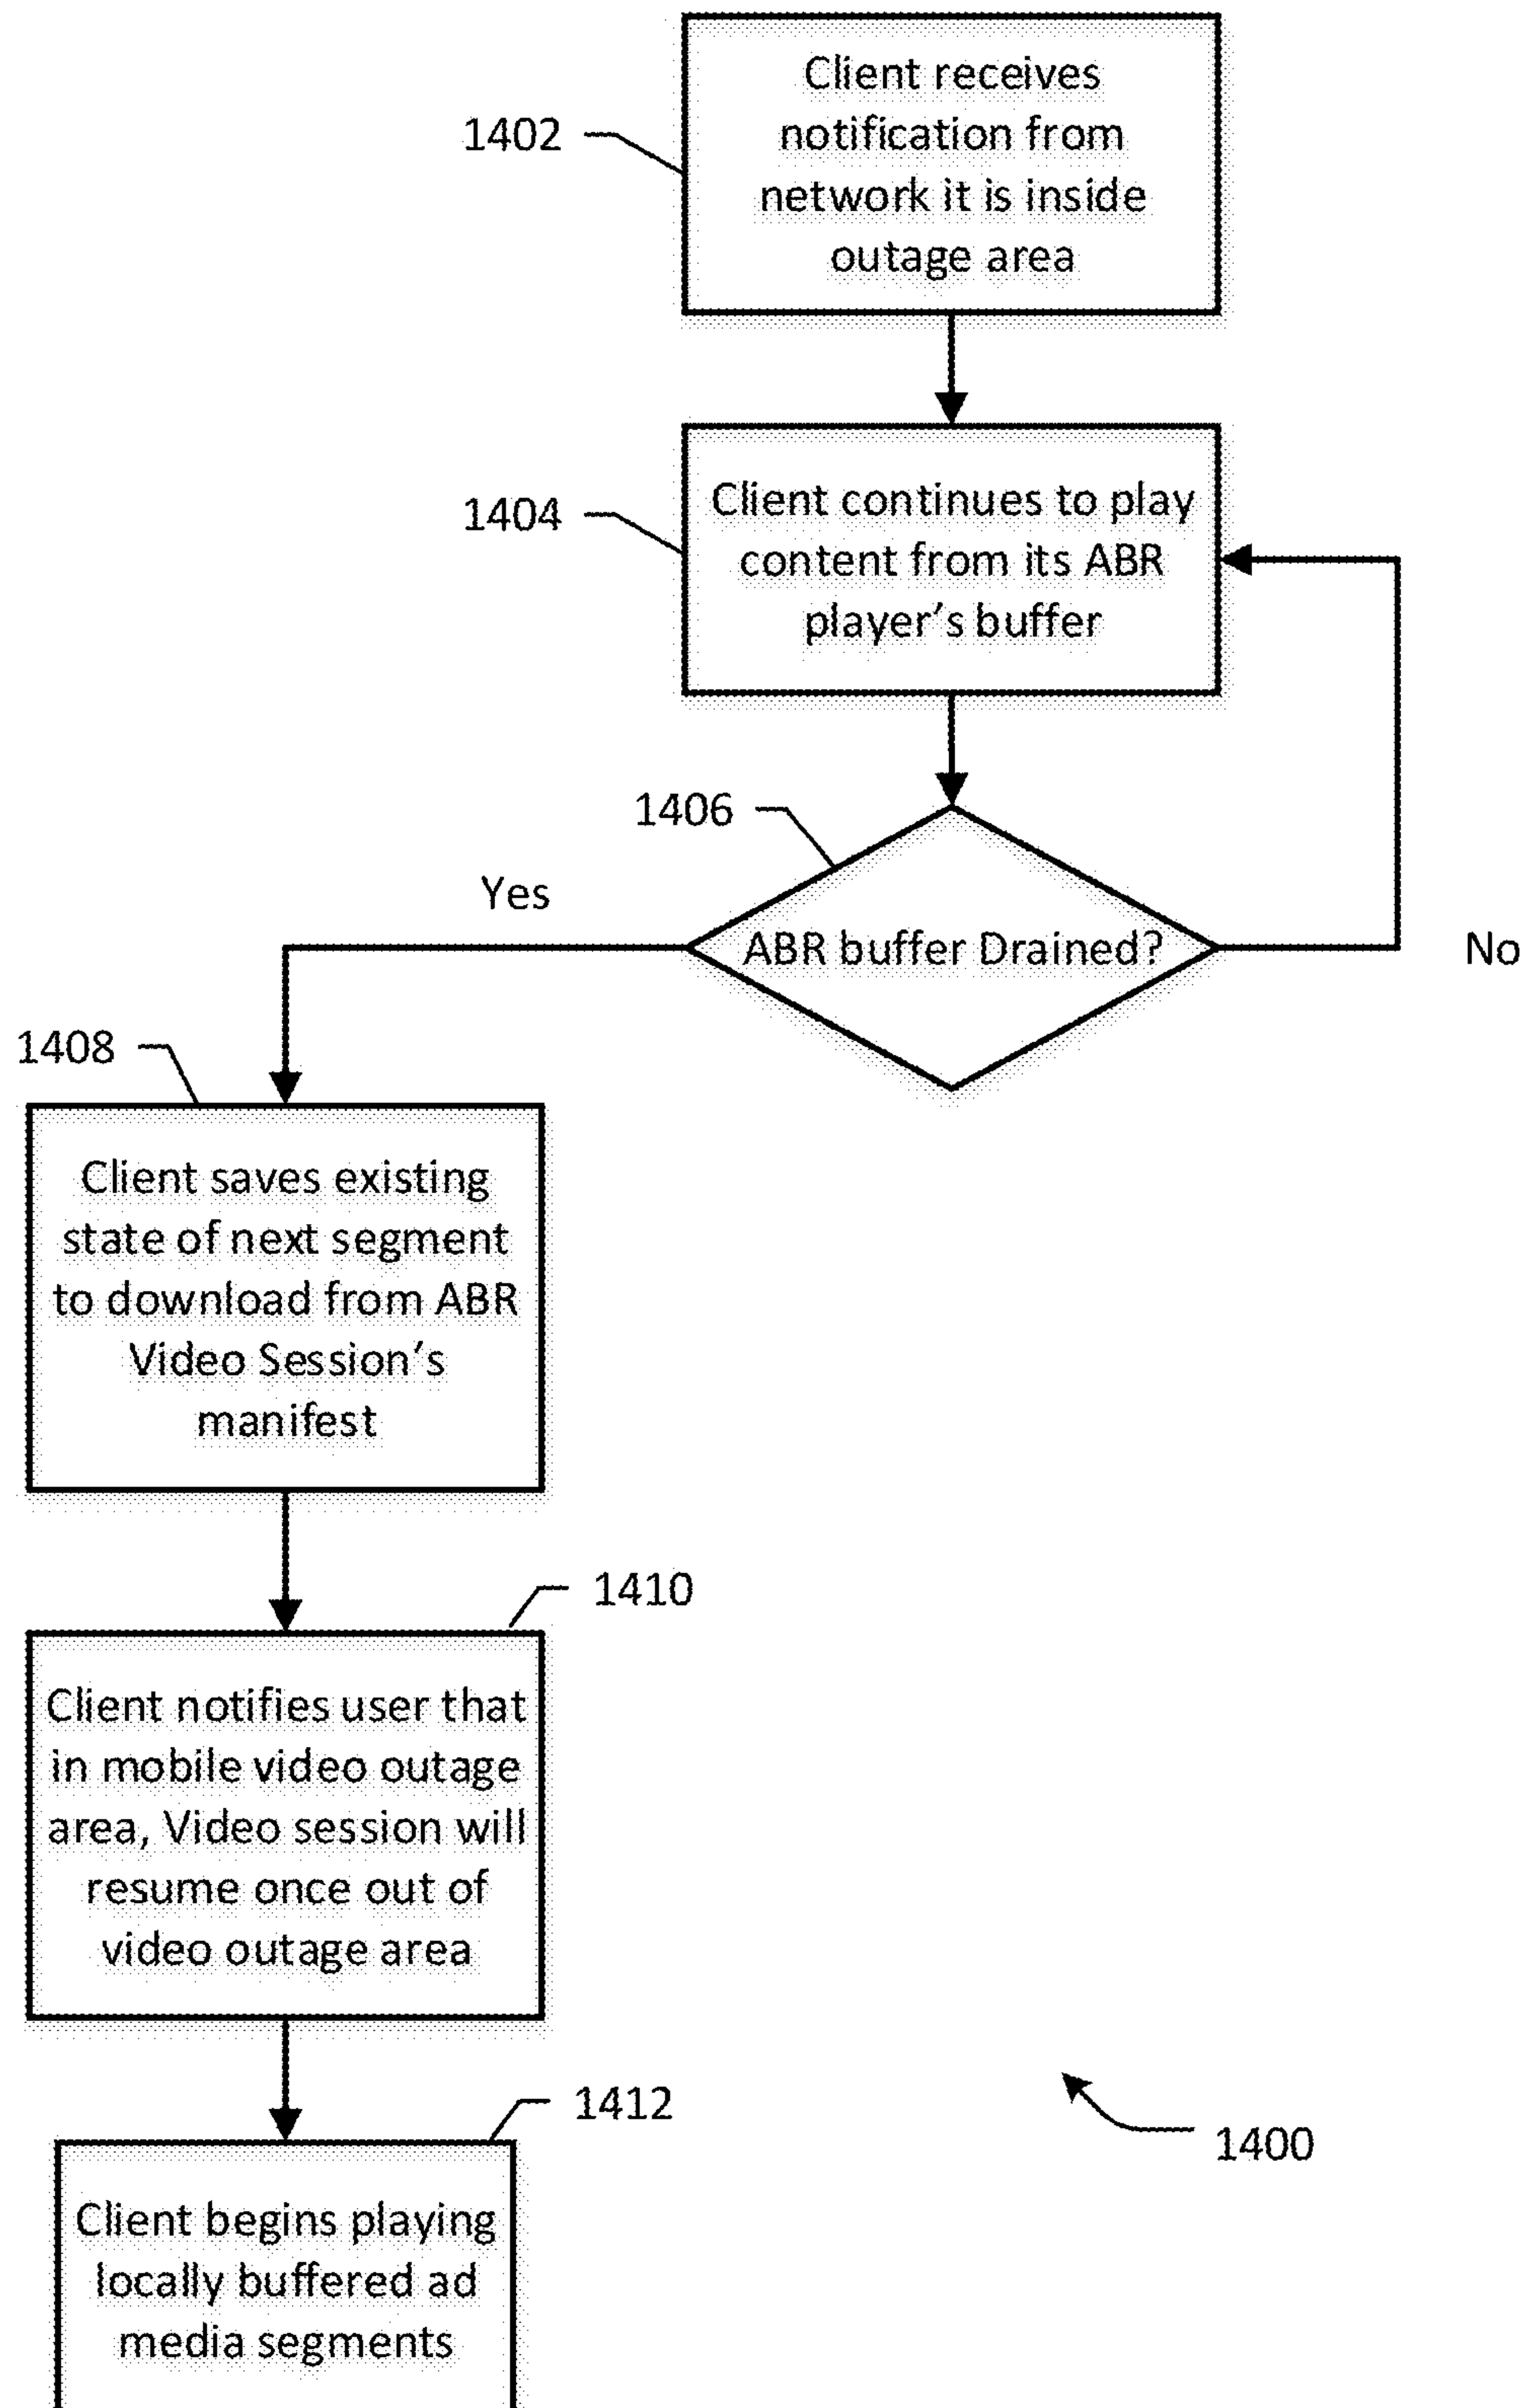 1402
Client receives
notification from
network it is inside
outage area
1404
Client continues to play
content from its ABR
player's buffer
1406
Yes
ABR buffer Drained?
No
1408
Client saves existing
state of next segment
to download from ABR
Video Session's
manifest
1410
Client notifies user that
in mobile video outage
area, Video session will
resume once out of
video outage area
1412
1400
Client begins playing
locally buffered ad
media segments